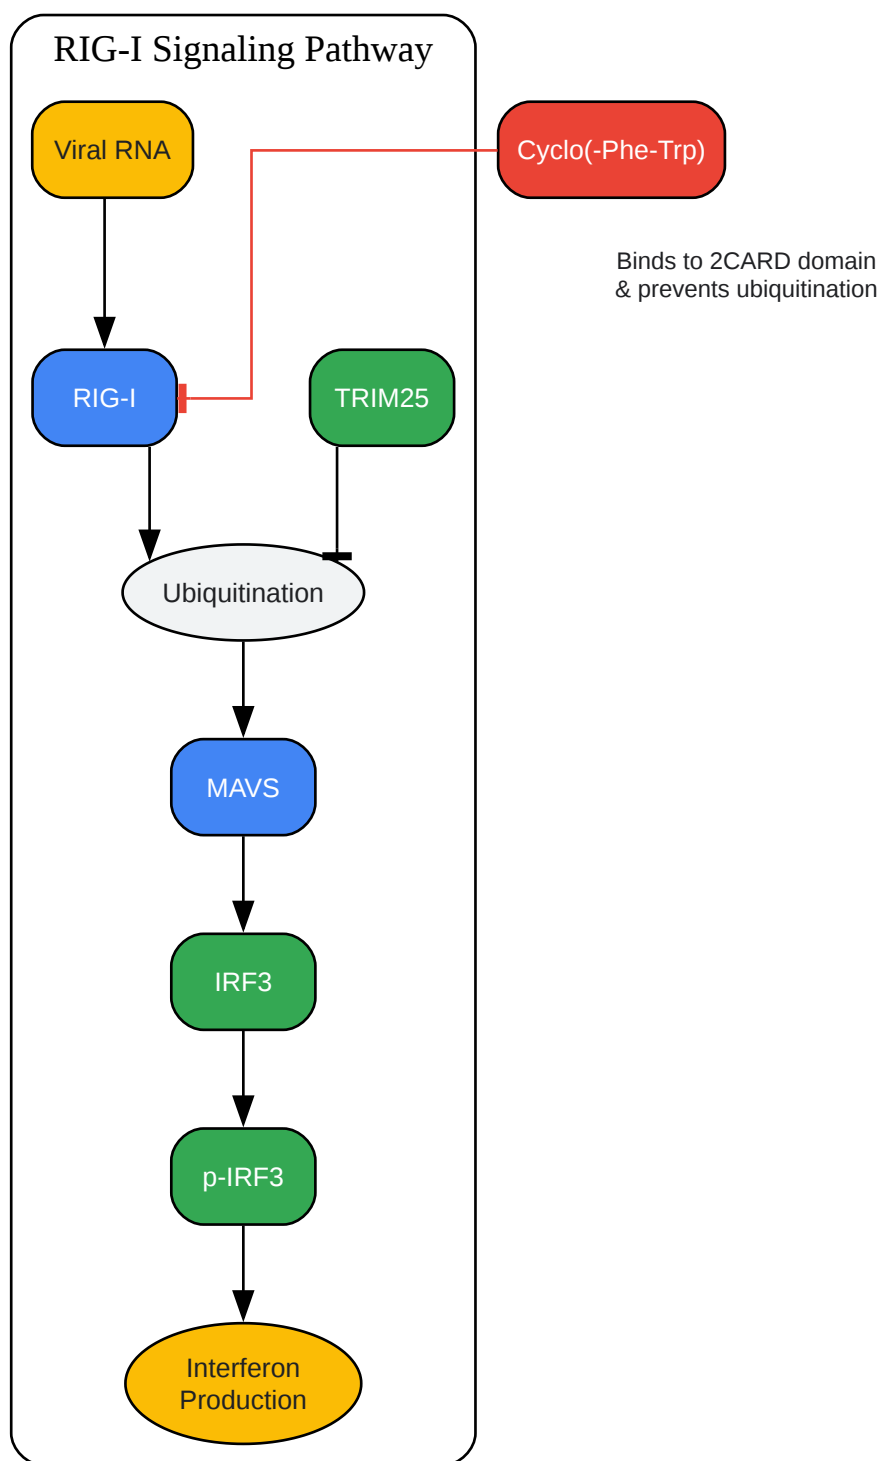 RIG-I Signaling Pathway
Viral RNA
Cyclo(-Phe-Trp)
Binds to 2CARD domain
& prevents ubiquitination
RIG-I
TRIM25
Ubiquitination
MAVS
IRF3
p-IRF3
Interferon
Production